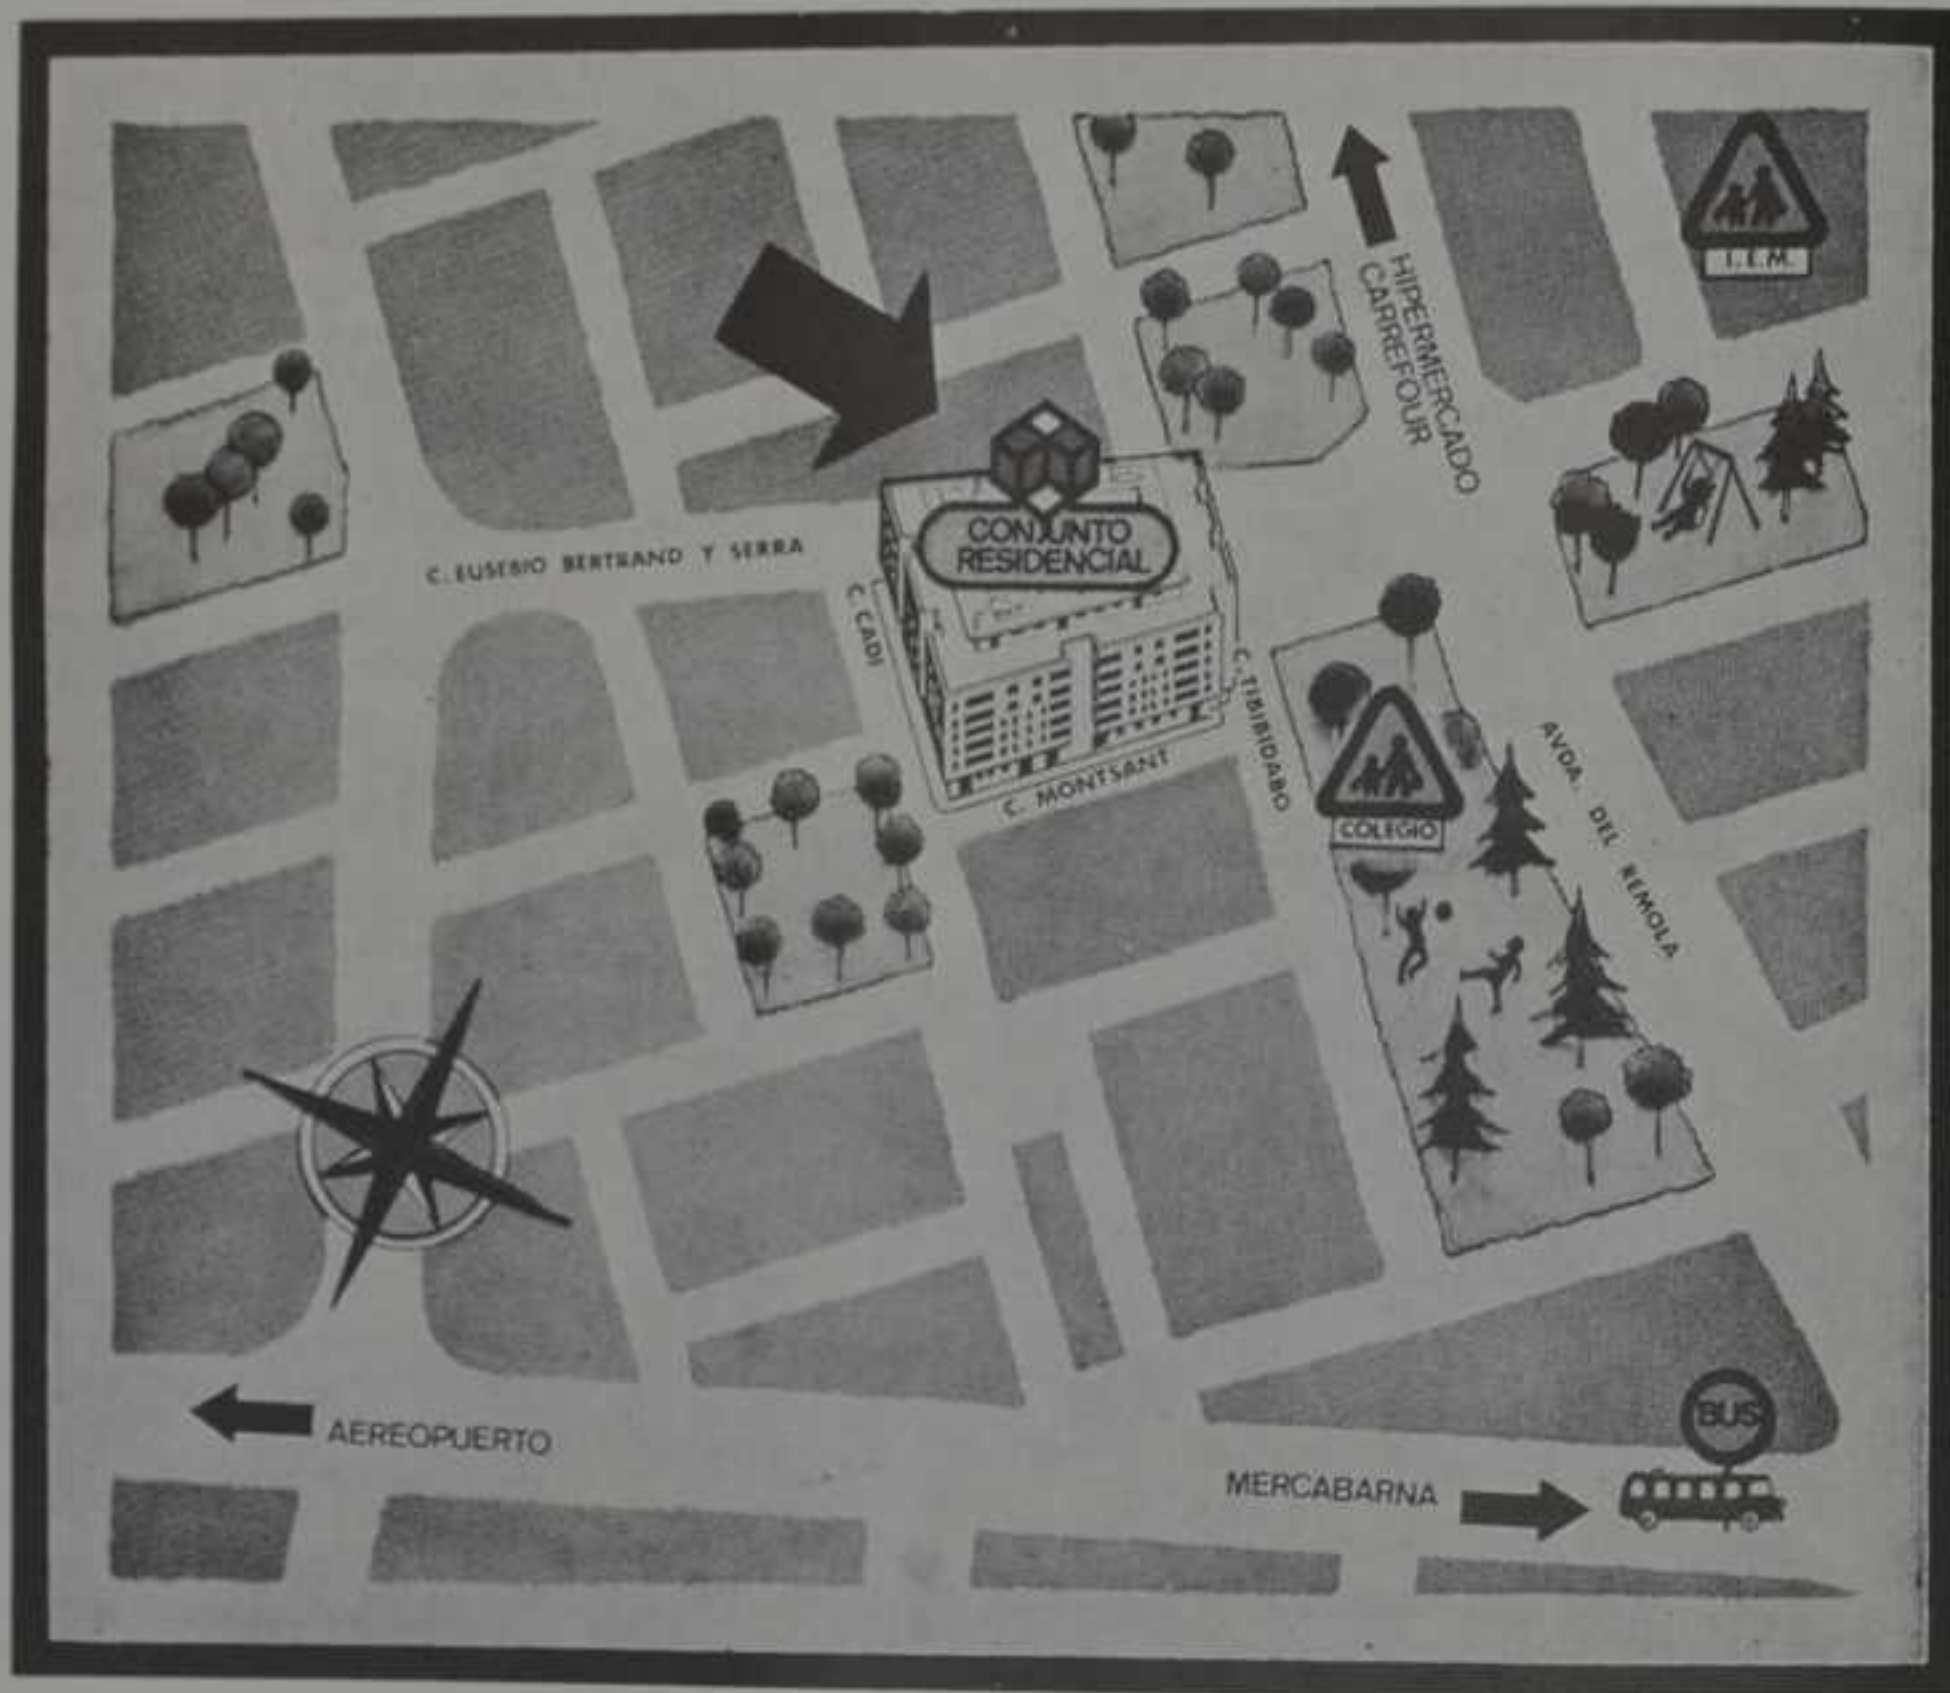 HIPERMERCADO
CARREFOUR
I.E.M.
CONJUNTO
RESIDENCIAL
C. EUSEBIO BERTRAND Y SERRA
C. CADI
C. TIBIDABO
C. MONTSANT
COLEGIO
AVDA. DEL REMOLA
AEREOPUERTO
MERCABARNA
BUS